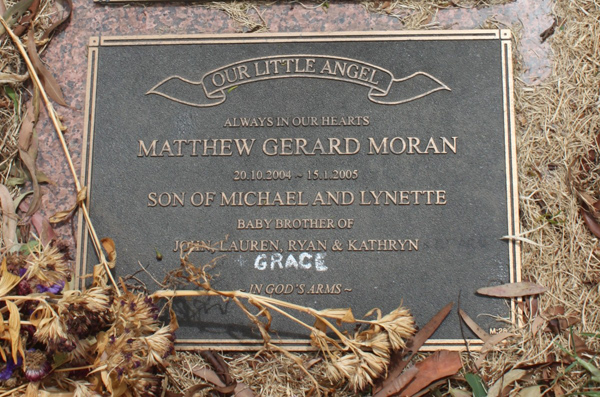 OUR LITTLE ANGEL
ALWAYS IN OUR HEARTS
MATTHEW GERARD MORAN
20.10.2004 ~ 15.1.2005
SON OF MICHAEL AND LYNETTE
BABY BROTHER OF
JOHN, LAUREN, RYAN & KATHRYN
GRACE
~ IN GOD'S ARMS ~